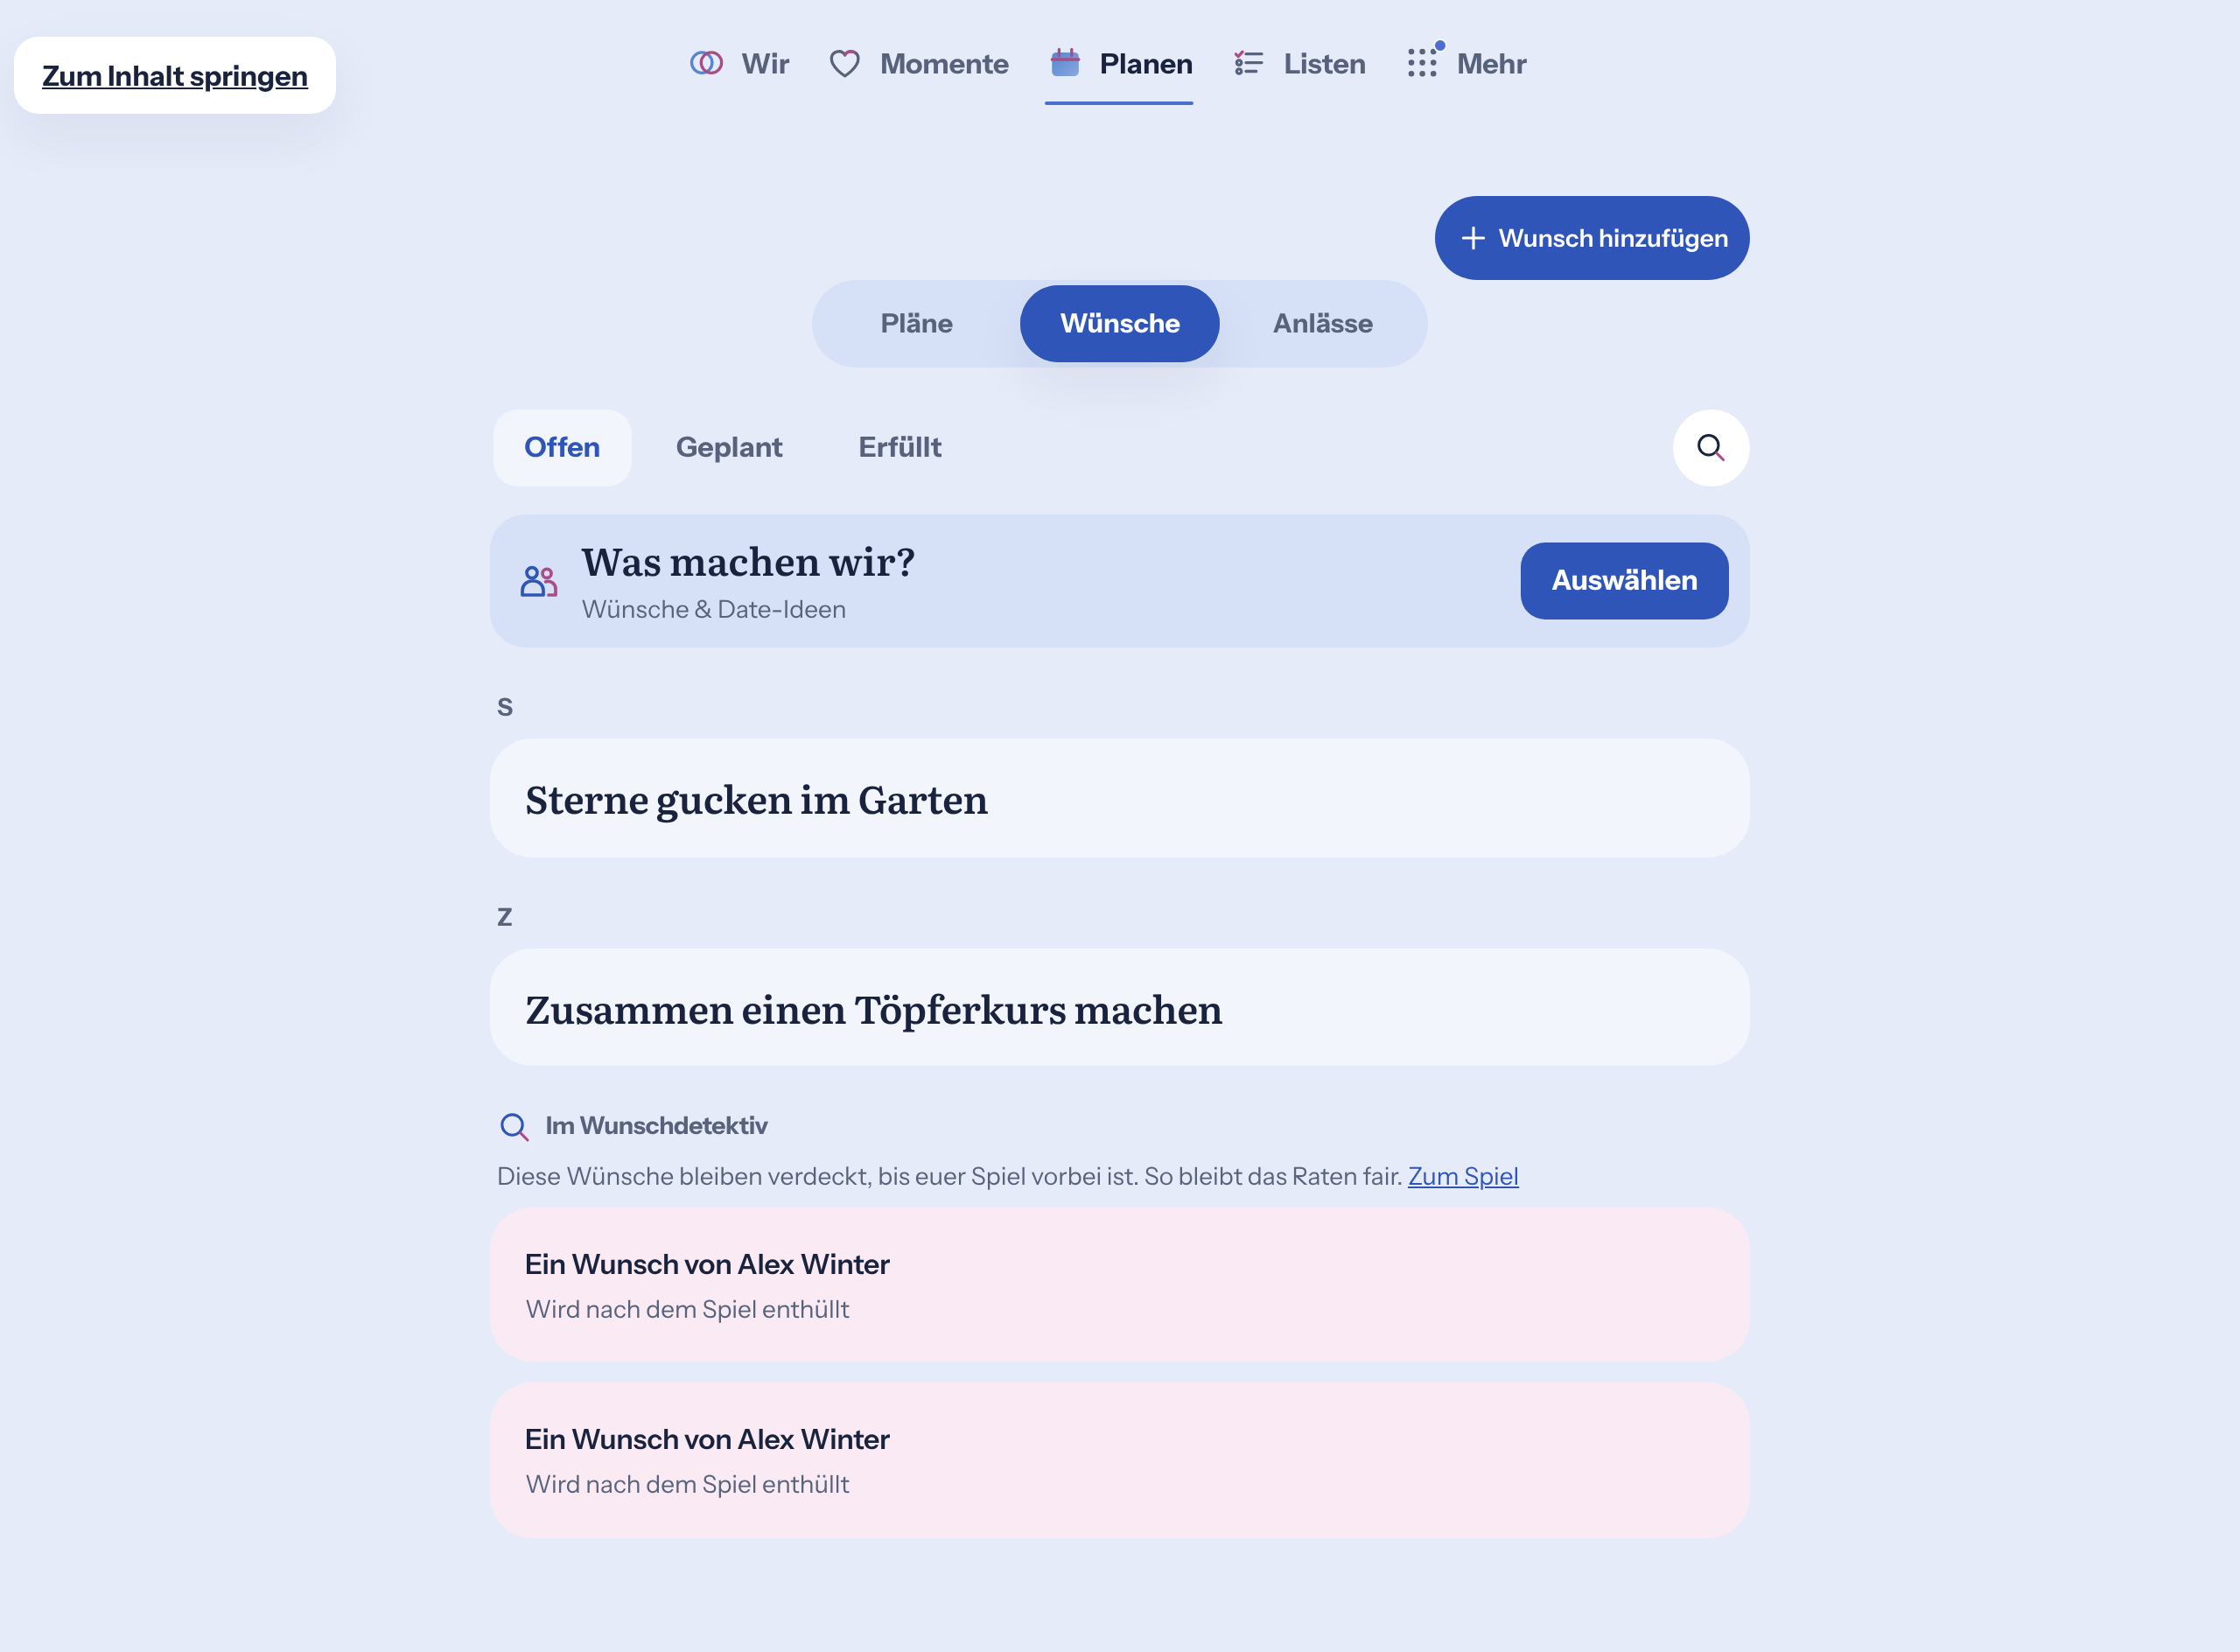 Zum Inhalt springen
Wir Momente Planen Listen Mehr
Wunsch hinzufügen
Pläne Wünsche Anlässe
Offen Geplant Erfüllt
Was machen wir?
Wünsche & Date-Ideen
Auswählen
S
Sterne gucken im Garten
Z
Zusammen einen Töpferkurs machen
Im Wunschdetektiv
Diese Wünsche bleiben verdeckt, bis euer Spiel vorbei ist. So bleibt das Raten fair. Zum Spiel
Ein Wunsch von Alex Winter
Wird nach dem Spiel enthüllt
Ein Wunsch von Alex Winter
Wird nach dem Spiel enthüllt